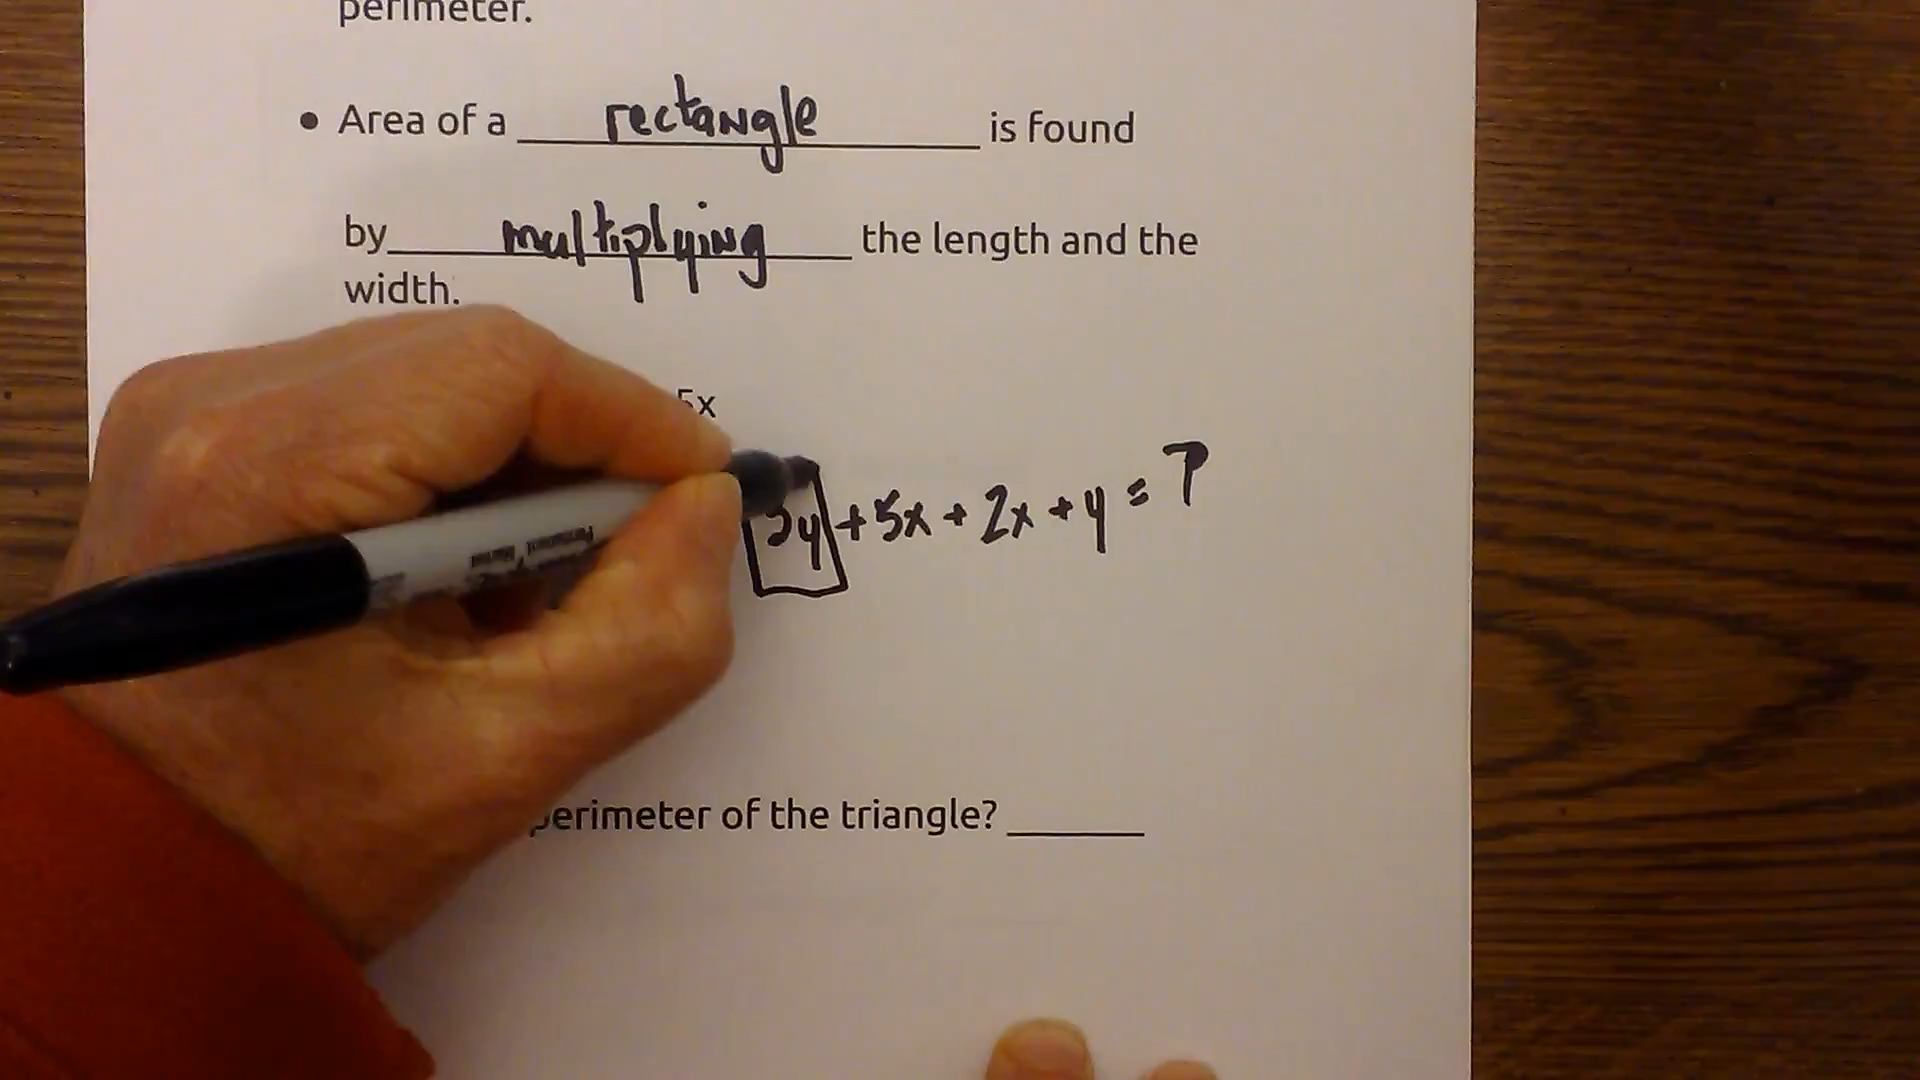 perimeter.
• Area of a rectangle is found
by multiplying the length and the
width.
5x
3y + 5x + 2x + y = ?
perimeter of the triangle?